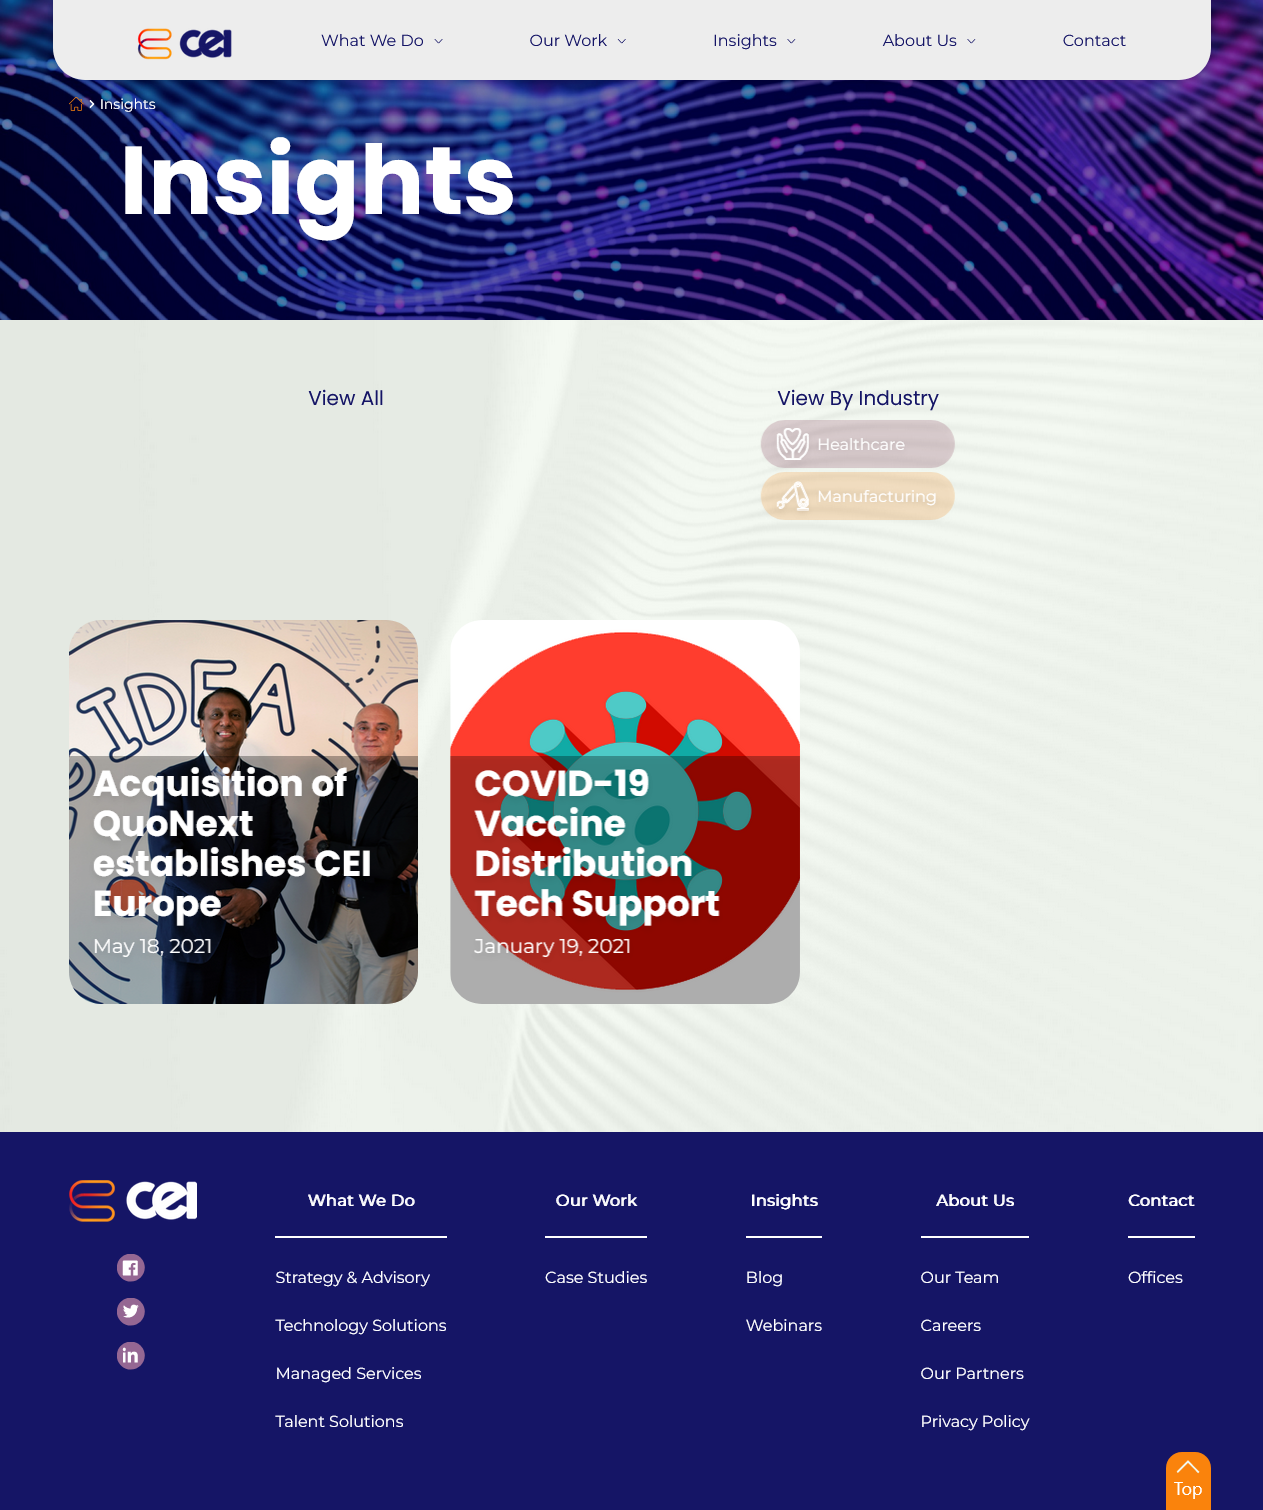 CEI
What We Do
Our Work
Insights
About Us
Contact
Insights
Insights
View All
View By Industry
Healthcare
Manufacturing
IDEA
Acquisition of
QuoNext
establishes CEI
Europe
May 18, 2021
COVID-19
Vaccine
Distribution
Tech Support
January 19, 2021
CEI
What We Do
Strategy & Advisory
Technology Solutions
Managed Services
Talent Solutions
Our Work
Case Studies
Insights
Blog
Webinars
About Us
Our Team
Careers
Our Partners
Privacy Policy
Contact
Offices
Top